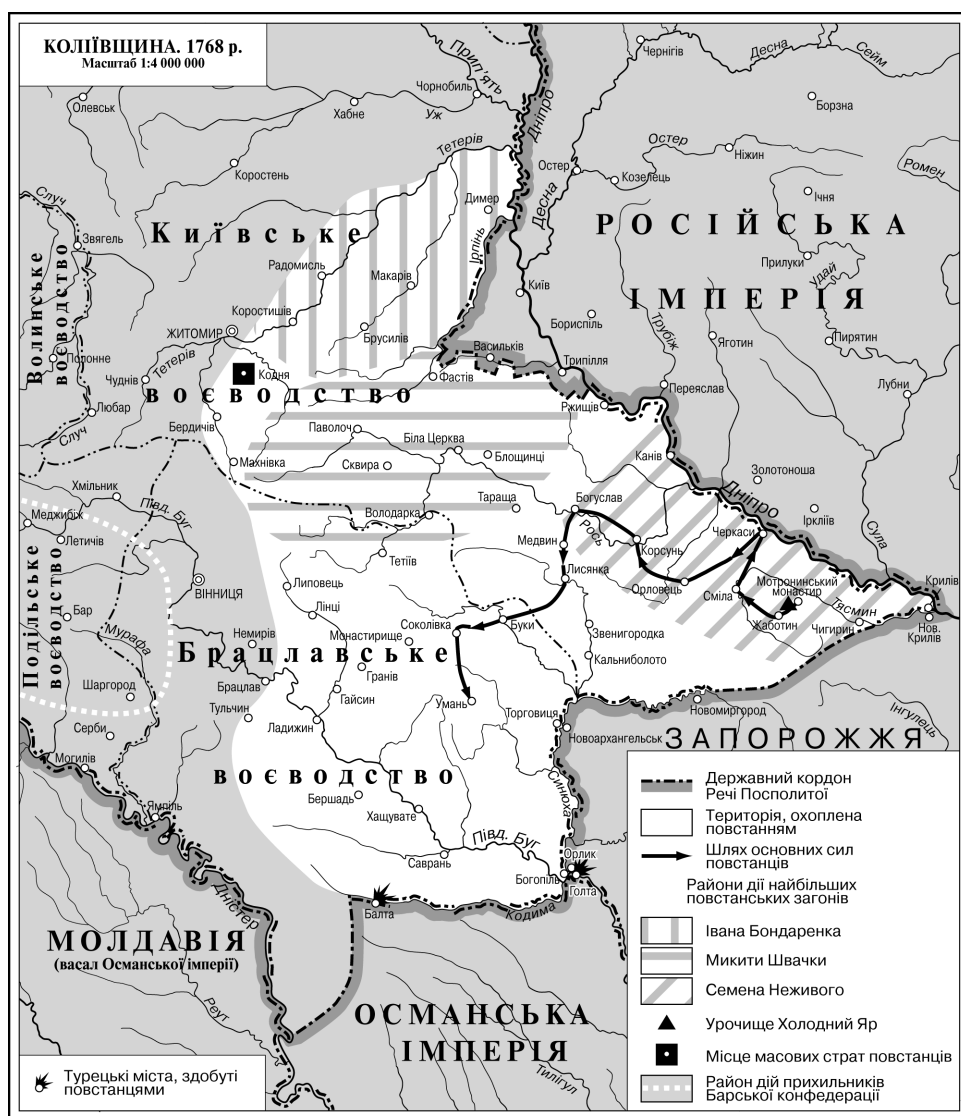 КОЛІЇВЩИНА. 1768 р.
Масштаб 1:4 000 000
Олевськ
Хабне
Прип'ять
Чорнобиль
Уж
Чернігів
Десна
Сейм
Борзна
Дніпро
Тетерів
Коростень
Остер
Остер
Козелець
Ніжин
Ромен
Случ
Звягель
Димер
Десна
Ічня
РОСІЙСЬКА
Київське
Ірпінь
Радомисль
Макарів
Прилуки
Удай
Волинське
воєводство
Київ
ІМПЕРІЯ
Коростишів
Бориспіль
Трубіж
ЖИТОМИР
Брусилів
Яготин
Пирятин
Полонне
Тетерів
Васильків
Трипілля
Чуднів
Кодня
Фастів
Переяслав
Лубни
воєводство
Любар
Ржищів
Случ
Бердичів
Паволоч
Біла Церква
Блощинці
Канів
Махнівка
Сквира
Золотоноша
Хмільник
Дніпро
Півд. Буг
Тараща
Богуслав
Іркліїв
Меджибіж
Володарка
Рось
Черкаси
Сула
Летичів
Медвин
Корсунь
Подільське
воєводство
Тетіїв
Лисянка
Мотронинський
монастир
Крилів
ВІННИЦЯ
Липовець
Орловець
Сміла
Тясмин
Бар
Лінці
Жаботин
Чигирин
Нов.
Крилів
Мурафа
Соколівка
Буки
Немирів
Монастирище
Звенигородка
Брацлавське
Гранів
Кальниболото
Шаргород
Брацлав
Гайсин
Умань
Новомиргород
Інгулець
Тульчин
Торговиця
Серби
Ладижин
Новоархангельськ
ЗАПОРОЖЖЯ
Могилів
воєводство
Бершадь
Синюха
Ямпіль
Хащувате
Півд. Буг
Саврань
Орлик
Богопіль
Голта
Балта
Кодима
Дністер
МОЛДАВІЯ
(васал Османської імперії)
Реут
ОСМАНСЬКА
ІМПЕРІЯ
Тилігул
Державний кордон
Речі Посполитої
Територія, охоплена
повстанням
Шлях основних сил
повстанців
Райони дії найбільших
повстанських загонів
Івана Бондаренка
Микити Швачки
Семена Неживого
Урочище Холодний Яр
Місце масових страт повстанців
Район дій прихильників
Барської конфедерації
Турецькі міста, здобуті
повстанцями